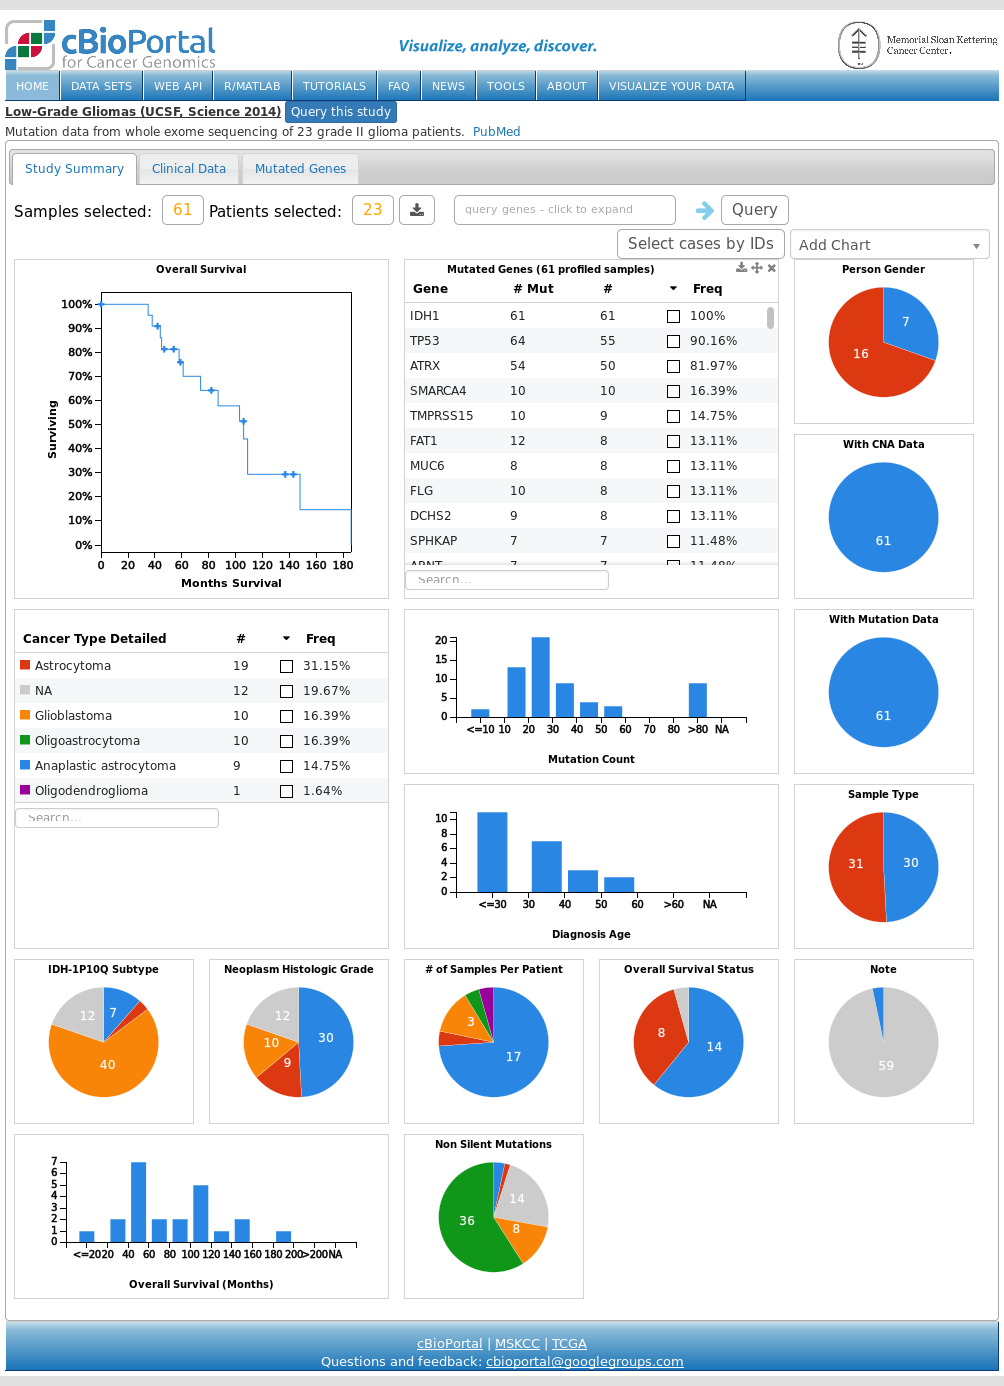 cBioPortal
for Cancer Genomics
Visualize, analyze, discover.
Memorial Sloan Kettering
Cancer Center.
HOME DATA SETS WEB API R/MATLAB TUTORIALS FAQ NEWS TOOLS ABOUT VISUALIZE YOUR DATA
Low-Grade Gliomas (UCSF, Science 2014) Query this study
Mutation data from whole exome sequencing of 23 grade II glioma patients. PubMed
Study Summary Clinical Data Mutated Genes
Samples selected: 61 Patients selected: 23 query genes - click to expand Query
Select cases by IDs Add Chart
Overall Survival
100%
90%
80%
70%
60%
50%
40%
30%
20%
10%
0%
Surviving
0 20 40 60 80 100 120 140 160 180
Months Survival
Mutated Genes (61 profiled samples)
Gene # Mut # Freq
IDH1 61 61 100%
TP53 64 55 90.16%
ATRX 54 50 81.97%
SMARCA4 10 10 16.39%
TMPRSS15 10 9 14.75%
FAT1 12 8 13.11%
MUC6 8 8 13.11%
FLG 10 8 13.11%
DCHS2 9 8 13.11%
SPHKAP 7 7 11.48%
ARNT 7 7 11.48%
Search...
Person Gender
7
16
With CNA Data
61
Cancer Type Detailed # Freq
Astrocytoma 19 31.15%
NA 12 19.67%
Glioblastoma 10 16.39%
Oligoastrocytoma 10 16.39%
Anaplastic astrocytoma 9 14.75%
Oligodendroglioma 1 1.64%
Search...
20
15
10
5
0
<=10 10 20 30 40 50 60 70 80 >80 NA
Mutation Count
With Mutation Data
61
10
8
6
4
2
0
<=30 30 40 50 60 >60 NA
Diagnosis Age
Sample Type
31 30
IDH-1P10Q Subtype
12 7
40
Neoplasm Histologic Grade
12
30
10
9
# of Samples Per Patient
3
17
Overall Survival Status
8
14
Note
59
7
6
5
4
3
2
1
0
<=20 20 40 60 80 100 120 140 160 180 200 >200 NA
Overall Survival (Months)
Non Silent Mutations
14
36
8
cBioPortal | MSKCC | TCGA
Questions and feedback: cbioportal@googlegroups.com